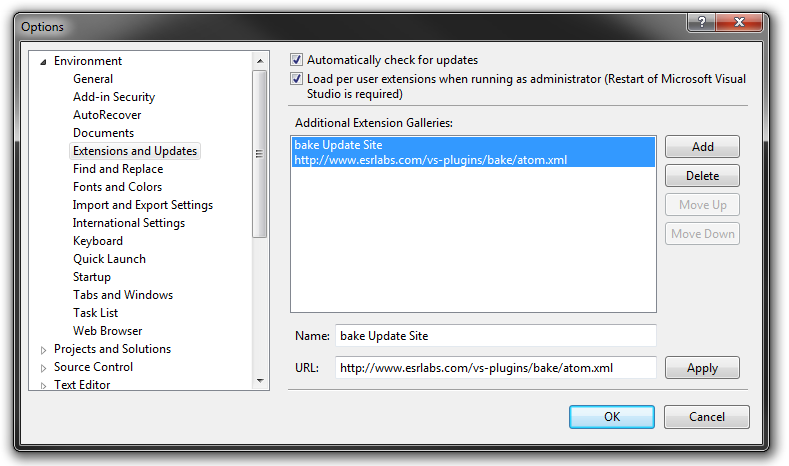 Options
Environment
General
Add-in Security
AutoRecover
Documents
Extensions and Updates
Find and Replace
Fonts and Colors
Import and Export Settings
International Settings
Keyboard
Quick Launch
Startup
Tabs and Windows
Task List
Web Browser
Projects and Solutions
Source Control
Text Editor
Automatically check for updates
Load per user extensions when running as administrator (Restart of Microsoft Visual
Studio is required)
Additional Extension Galleries:
bake Update Site
http://www.esrlabs.com/vs-plugins/bake/atom.xml
Add
Delete
Move Up
Move Down
Name: bake Update Site
URL: http://www.esrlabs.com/vs-plugins/bake/atom.xml
Apply
OK
Cancel